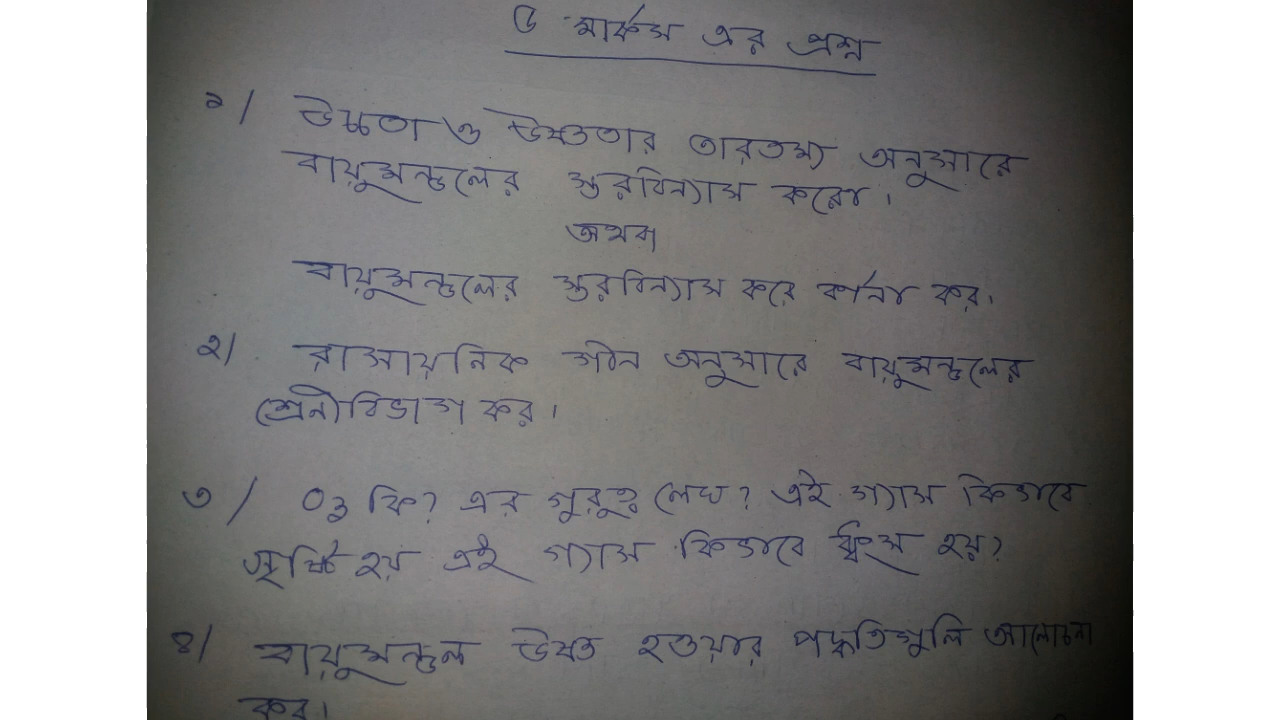 ৫ মার্কস এর প্রশ্ন
১/ উচ্চতা ও উষ্ণতার তারতম্য অনুসারে
বায়ুমন্ডলের স্তরবিন্যাস করো।
অথবা
বায়ুমন্ডলের স্তরবিন্যাস করে বর্ণনা কর।
২/ রাসায়নিক গঠন অনুসারে বায়ুমন্ডলের
শ্রেনীবিভাগ কর।
৩/ O3 কি? এর গুরুত্ব লেখ? এই গ্যাস কিভাবে
সৃষ্টি হয় এই গ্যাস কিভাবে ধ্বংস হয়?
৪/ বায়ুমন্ডল উষ্ণ হওয়ার পদ্ধতিগুলি আলোচনা
কর।